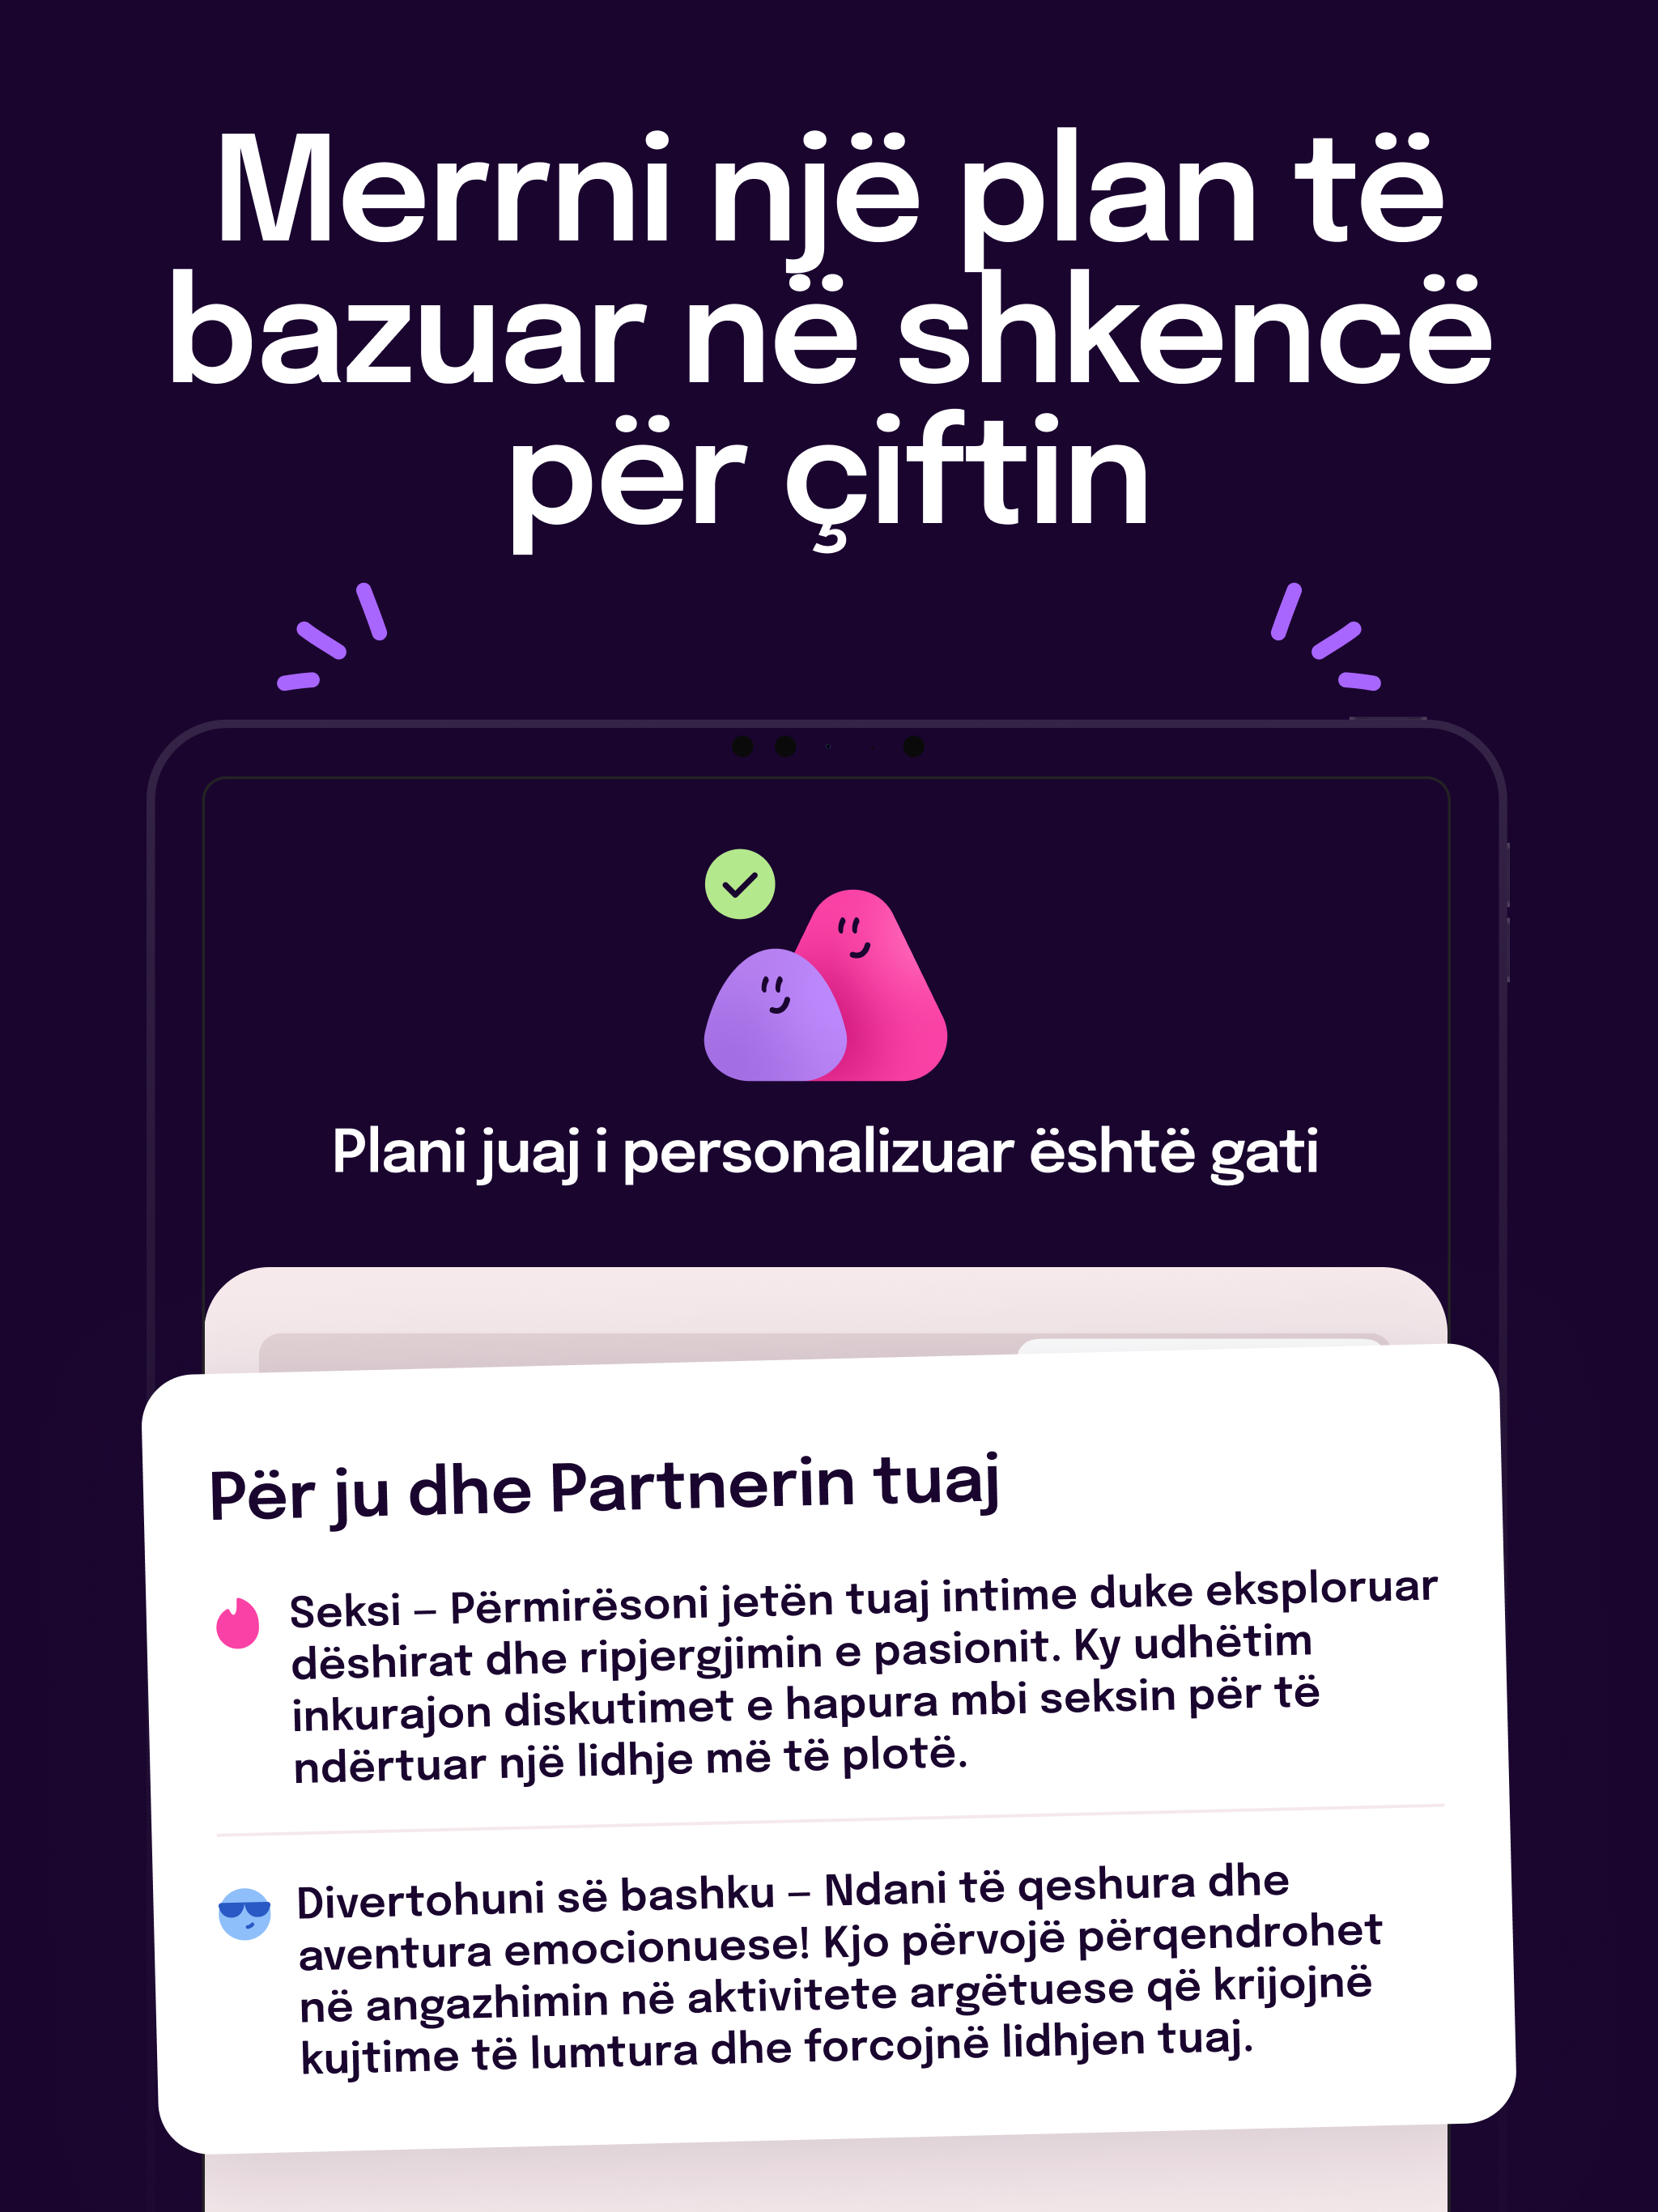 Merrni një plan të
bazuar në shkencë
për çiftin
Plani juaj i personalizuar është gati
Për ju dhe Partnerin tuaj
Seksi – Përmirësoni jetën tuaj intime duke eksploruar
dëshirat dhe ripjergjimin e pasionit. Ky udhëtim
inkurajon diskutimet e hapura mbi seksin për të
ndërtuar një lidhje më të plotë.
Divertohuni së bashku – Ndani të qeshura dhe
aventura emocionuese! Kjo përvojë përqendrohet
në angazhimin në aktivitete argëtuese që krijojnë
kujtime të lumtura dhe forcojnë lidhjen tuaj.